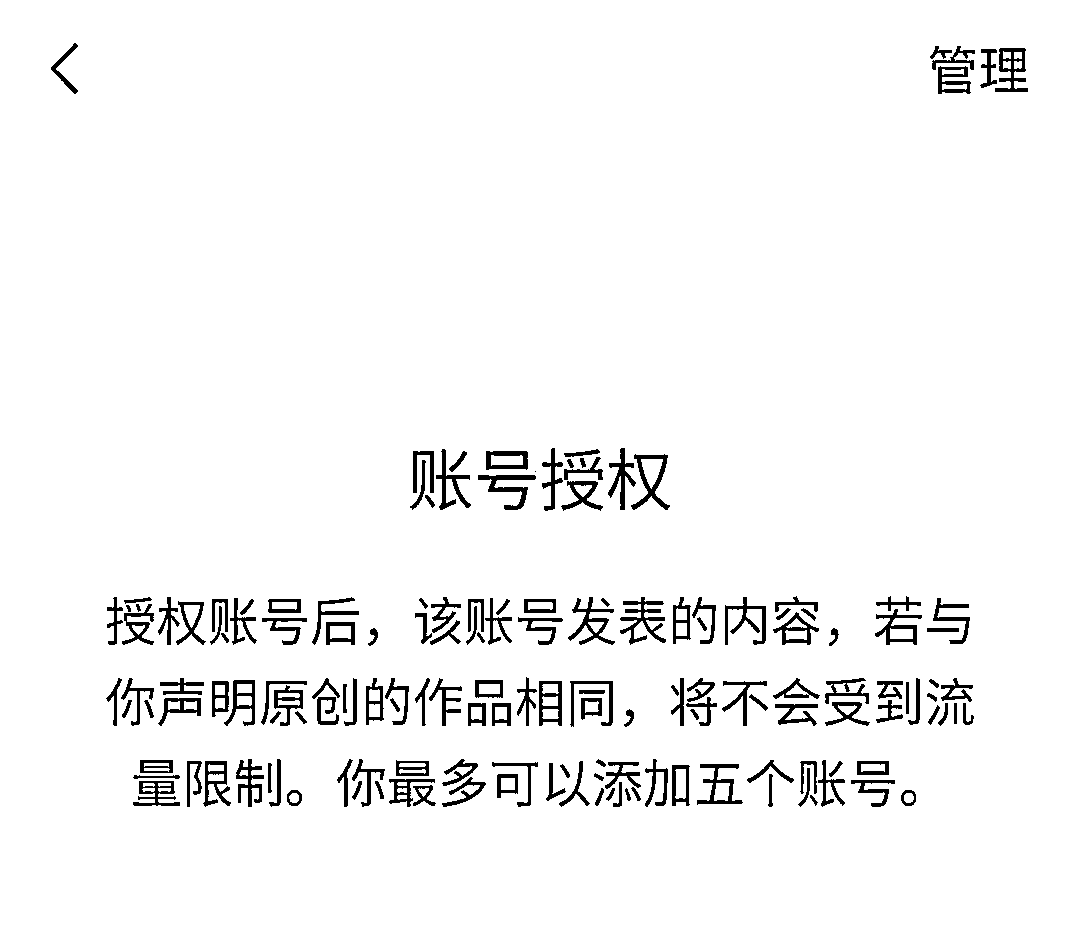 管理
账号授权
授权账号后，该账号发表的内容，若与
你声明原创的作品相同，将不会受到流
量限制。你最多可以添加五个账号。